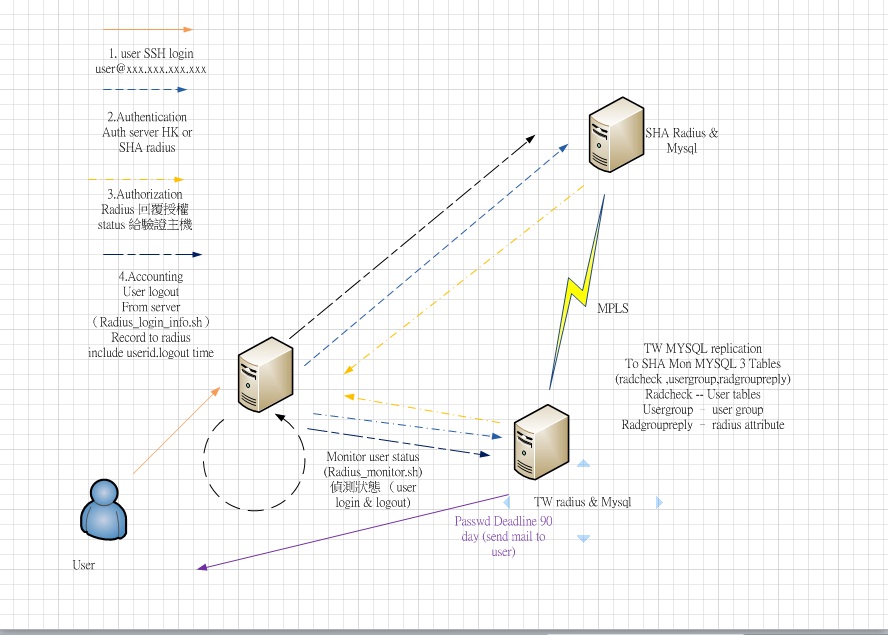 1. user SSH login
user@xxx.xxx.xxx.xxx
2.Authentication
Auth server HK or
SHA radius
3.Authorization
Radius 回覆授權
status 給驗證主機
4.Accounting
User logout
From server
（Radius_login_info.sh）
Record to radius
include userid.logout time
SHA Radius &
Mysql
MPLS
TW MYSQL replication
To SHA Mon MYSQL 3 Tables
(radcheck ,usergroup,radgroupreply)
Radcheck -- User tables
Usergroup – user group
Radgroupreply – radius attribute
Monitor user status
(Radius_monitor.sh)
偵測狀態 （ user
login & logout)
TW radius & Mysql
Passwd Deadline 90
day (send mail to
user)
User